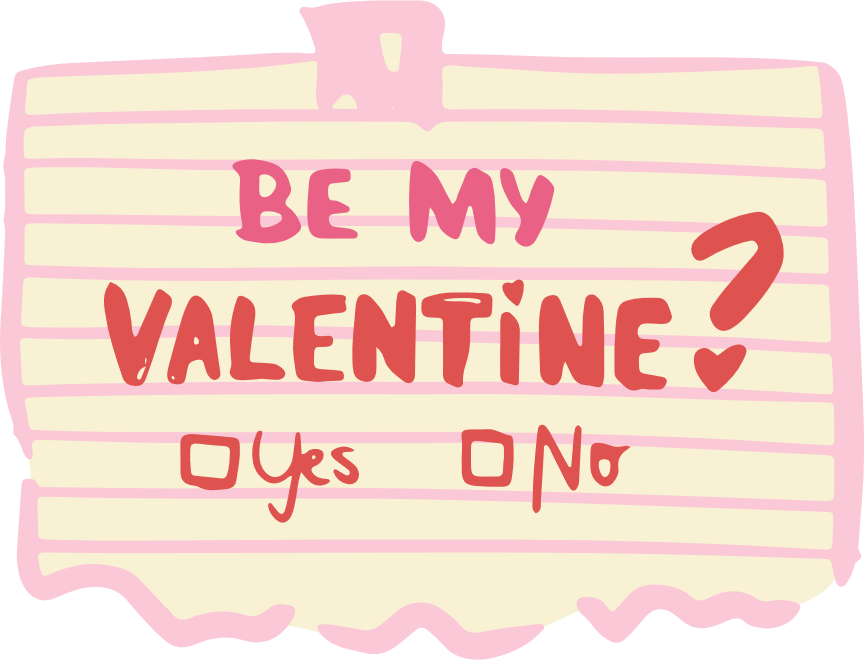 BE MY
VALENTINE?
☐ Yes ☐ No